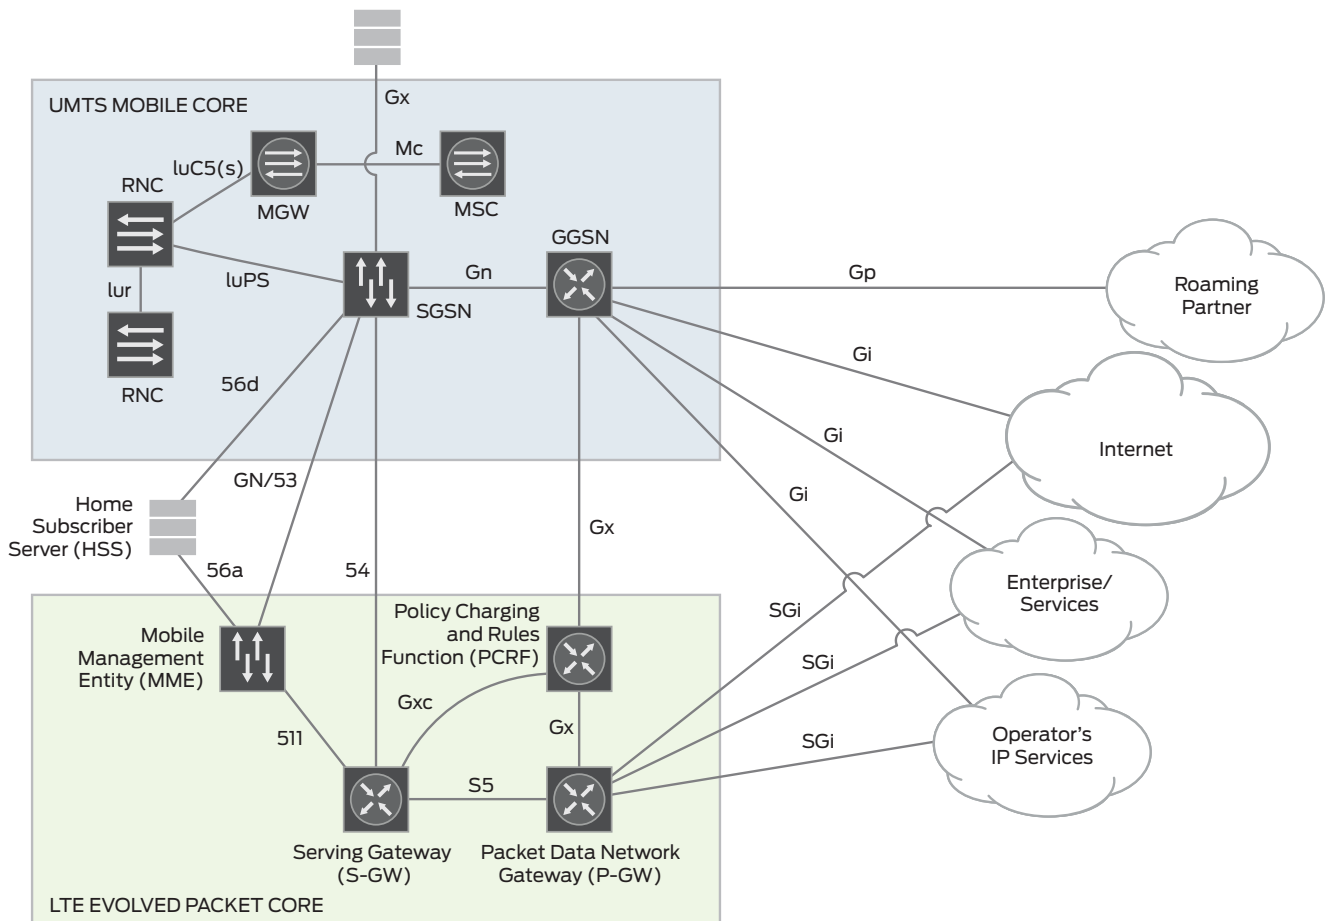 Gx
UMTS MOBILE CORE
Mc
luC5(s)
RNC
MGW
MSC
GGSN
Gn
Gp
Roaming
Partner
luPS
lur
SGSN
Gi
RNC
56d
Gi
Internet
GN/53
Gi
Home
Subscriber
Server (HSS)
Gx
56a
54
Enterprise/
Services
SGi
Policy Charging
and Rules
Function (PCRF)
Mobile
Management
Entity (MME)
SGi
Gxc
Gx
511
SGi
Operator's
IP Services
S5
Serving Gateway
(S-GW)
Packet Data Network
Gateway (P-GW)
LTE EVOLVED PACKET CORE